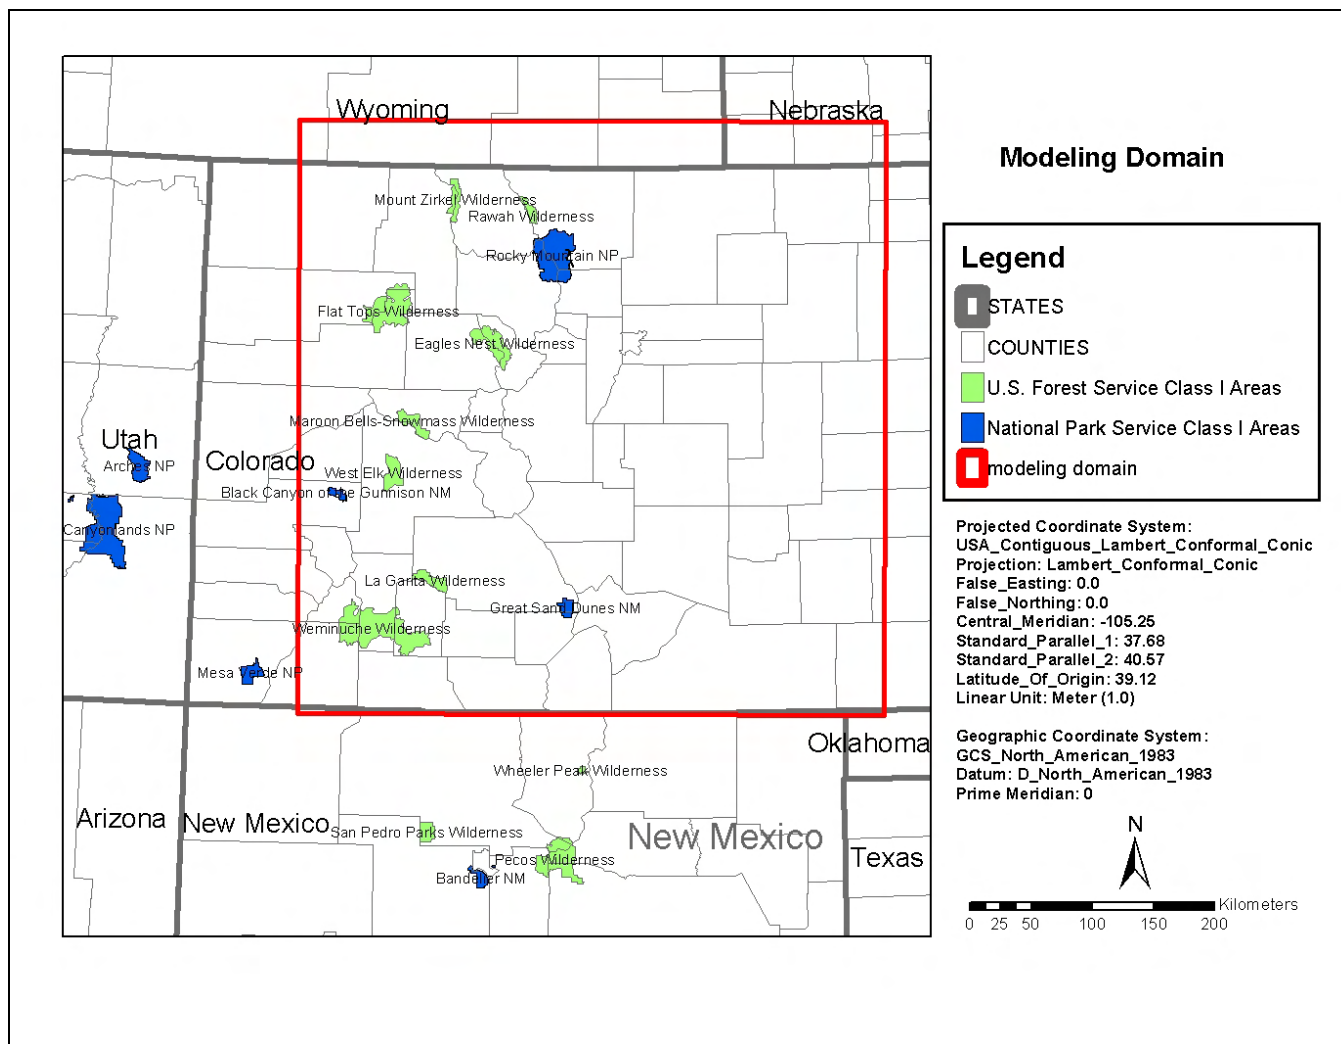 Wyoming
Nebraska
Mount Zirkel Wilderness
Rawah Wilderness
Rocky Mountain NP
Flat Tops Wilderness
Eagles Nest Wilderness
Maroon Bells-Snowmass Wilderness
Utah
Arches NP
Colorado
West Elk Wilderness
Black Canyon of the Gunnison NM
Canyonlands NP
La Garita Wilderness
Great Sand Dunes NM
Weminuche Wilderness
Mesa Verde NP
Oklahoma
Wheeler Peak Wilderness
Arizona
New Mexico
San Pedro Parks Wilderness
New Mexico
Pecos Wilderness
Texas
Bandelier NM
Modeling Domain
Legend
STATES
COUNTIES
U.S. Forest Service Class I Areas
National Park Service Class I Areas
modeling domain
Projected Coordinate System:
USA_Contiguous_Lambert_Conformal_Conic
Projection: Lambert_Conformal_Conic
False_Easting: 0.0
False_Northing: 0.0
Central_Meridian: -105.25
Standard_Parallel_1: 37.68
Standard_Parallel_2: 40.57
Latitude_Of_Origin: 39.12
Linear Unit: Meter (1.0)
Geographic Coordinate System:
GCS_North_American_1983
Datum: D_North_American_1983
Prime Meridian: 0
N
Kilometers
0 25 50 100 150 200